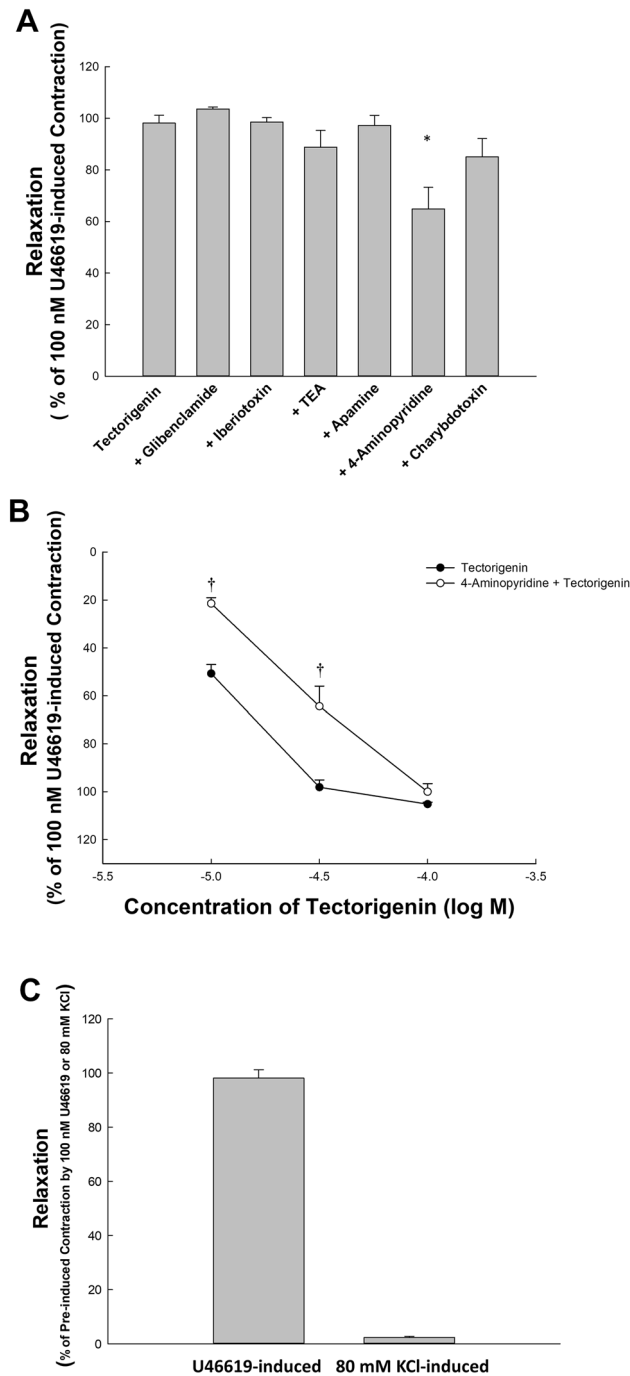 A
Relaxation
( % of 100 nM U46619-induced Contraction)
120
100
80
60
40
20
0
*
Tectorigenin
+ Glibenclamide
+ Iberiotoxin
+ TEA
+ Apamine
+ 4-Aminopyridine
+ Charybdotoxin
B
Relaxation
(% of 100 nM U46619-induced Contraction)
0
20
40
60
80
100
120
†
†
Tectorigenin
4-Aminopyridine + Tectorigenin
-5.5
-5.0
-4.5
-4.0
-3.5
Concentration of Tectorigenin (log M)
C
Relaxation
(% of Pre-induced Contraction by 100 nM U46619 or 80 mM KCl)
120
100
80
60
40
20
0
U46619-induced
80 mM KCl-induced